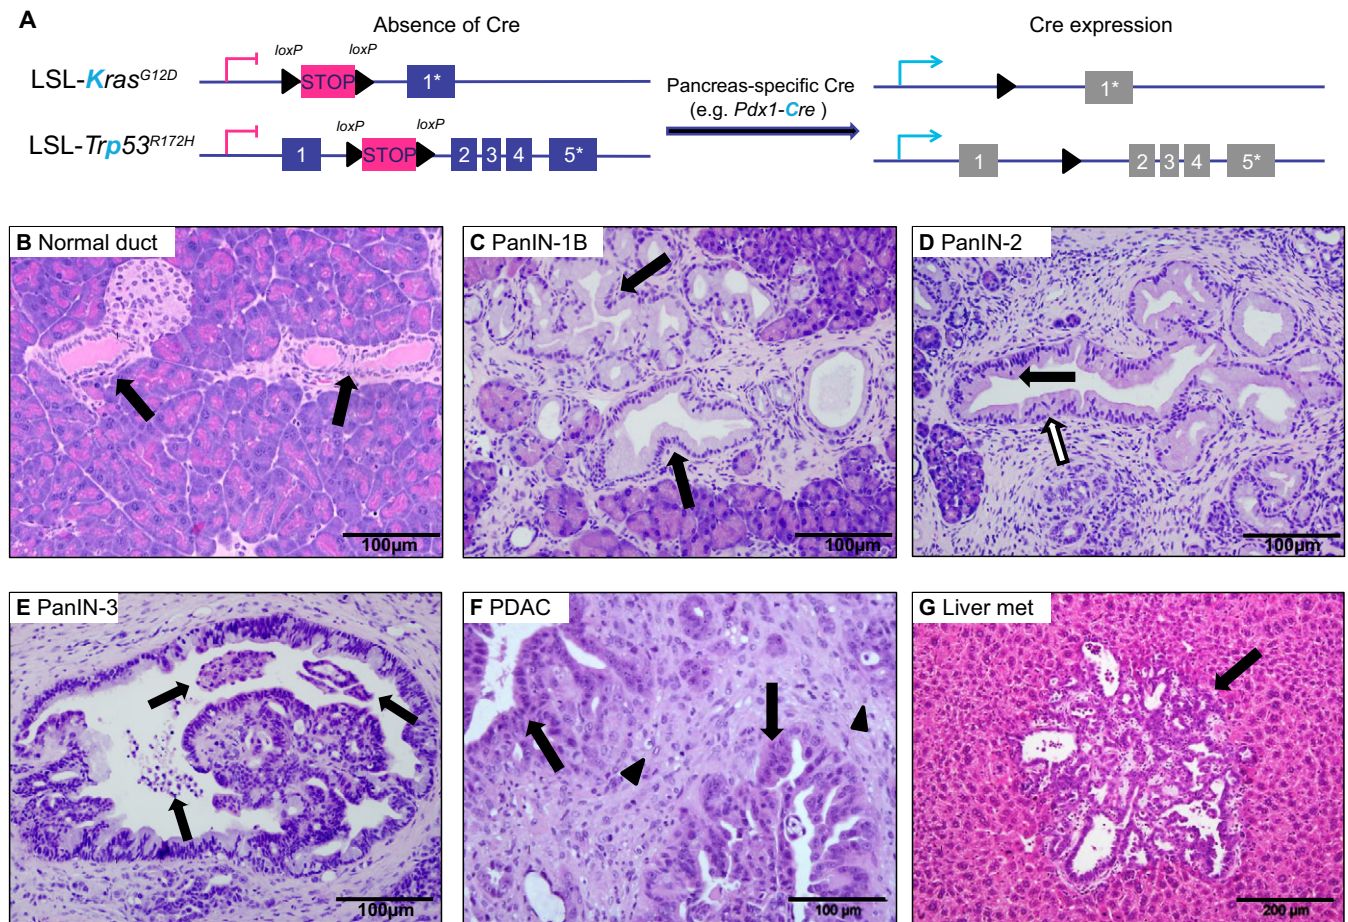 A
Absence of Cre
Cre expression
loxP loxP
LSL-KrasG12D
STOP 1*
1*
Pancreas-specific Cre
(e.g. Pdx1-Cre )
loxP loxP
LSL-Trp53R172H
1 STOP 2 3 4 5*
1 2 3 4 5*
B Normal duct
100µm
C PanIN-1B
100µm
D PanIN-2
100µm
E PanIN-3
100µm
F PDAC
100 µm
G Liver met
200 µm